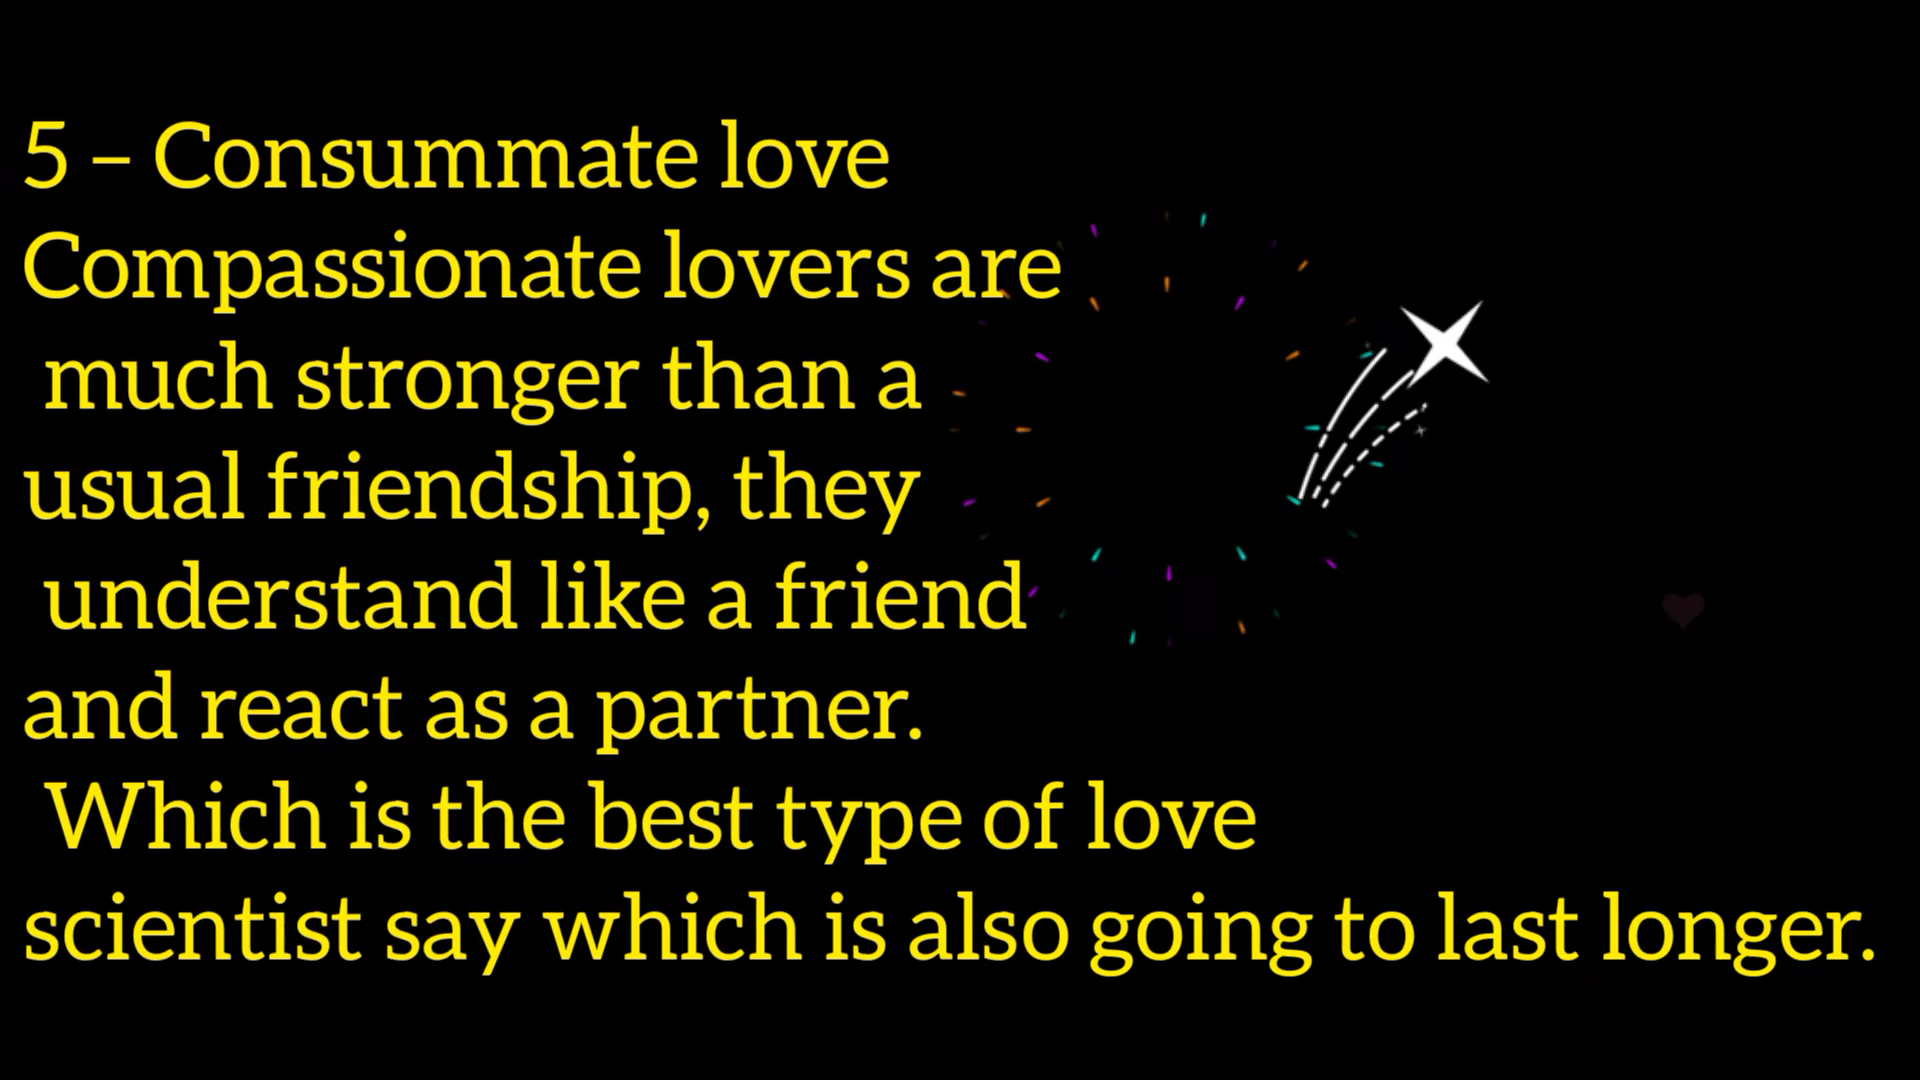 5 – Consummate love
Compassionate lovers are
much stronger than a
usual friendship, they
understand like a friend
and react as a partner.
Which is the best type of love
scientist say which is also going to last longer.